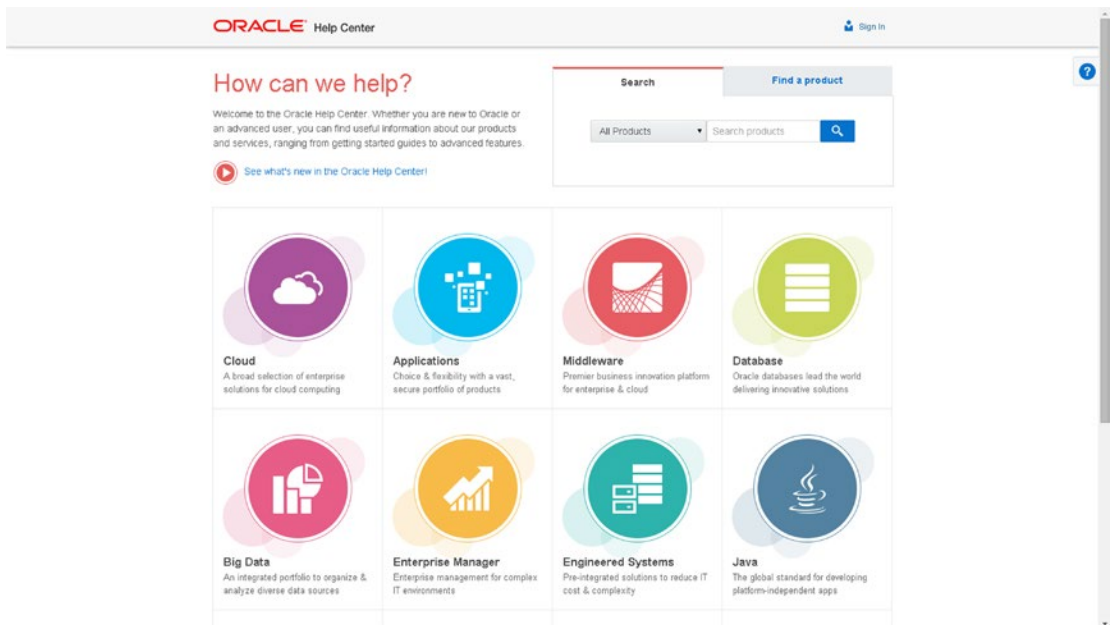 ORACLE® Help Center
Sign In
How can we help?
Welcome to the Oracle Help Center. Whether you are new to Oracle or
an advanced user, you can find useful information about our products
and services, ranging from getting started guides to advanced features.
See what's new in the Oracle Help Center!
Search
Find a product
All Products
Search products
?
Cloud
A broad selection of enterprise
solutions for cloud computing
Applications
Choice & flexibility with a vast,
secure portfolio of products
Middleware
Premier business innovation platform
for enterprise & cloud
Database
Oracle databases lead the world
delivering innovative solutions
Big Data
An integrated portfolio to organize &
analyze diverse data sources
Enterprise Manager
Enterprise management for complex
IT environments
Engineered Systems
Pre-integrated solutions to reduce IT
cost & complexity
Java
The global standard for developing
platform-independent apps